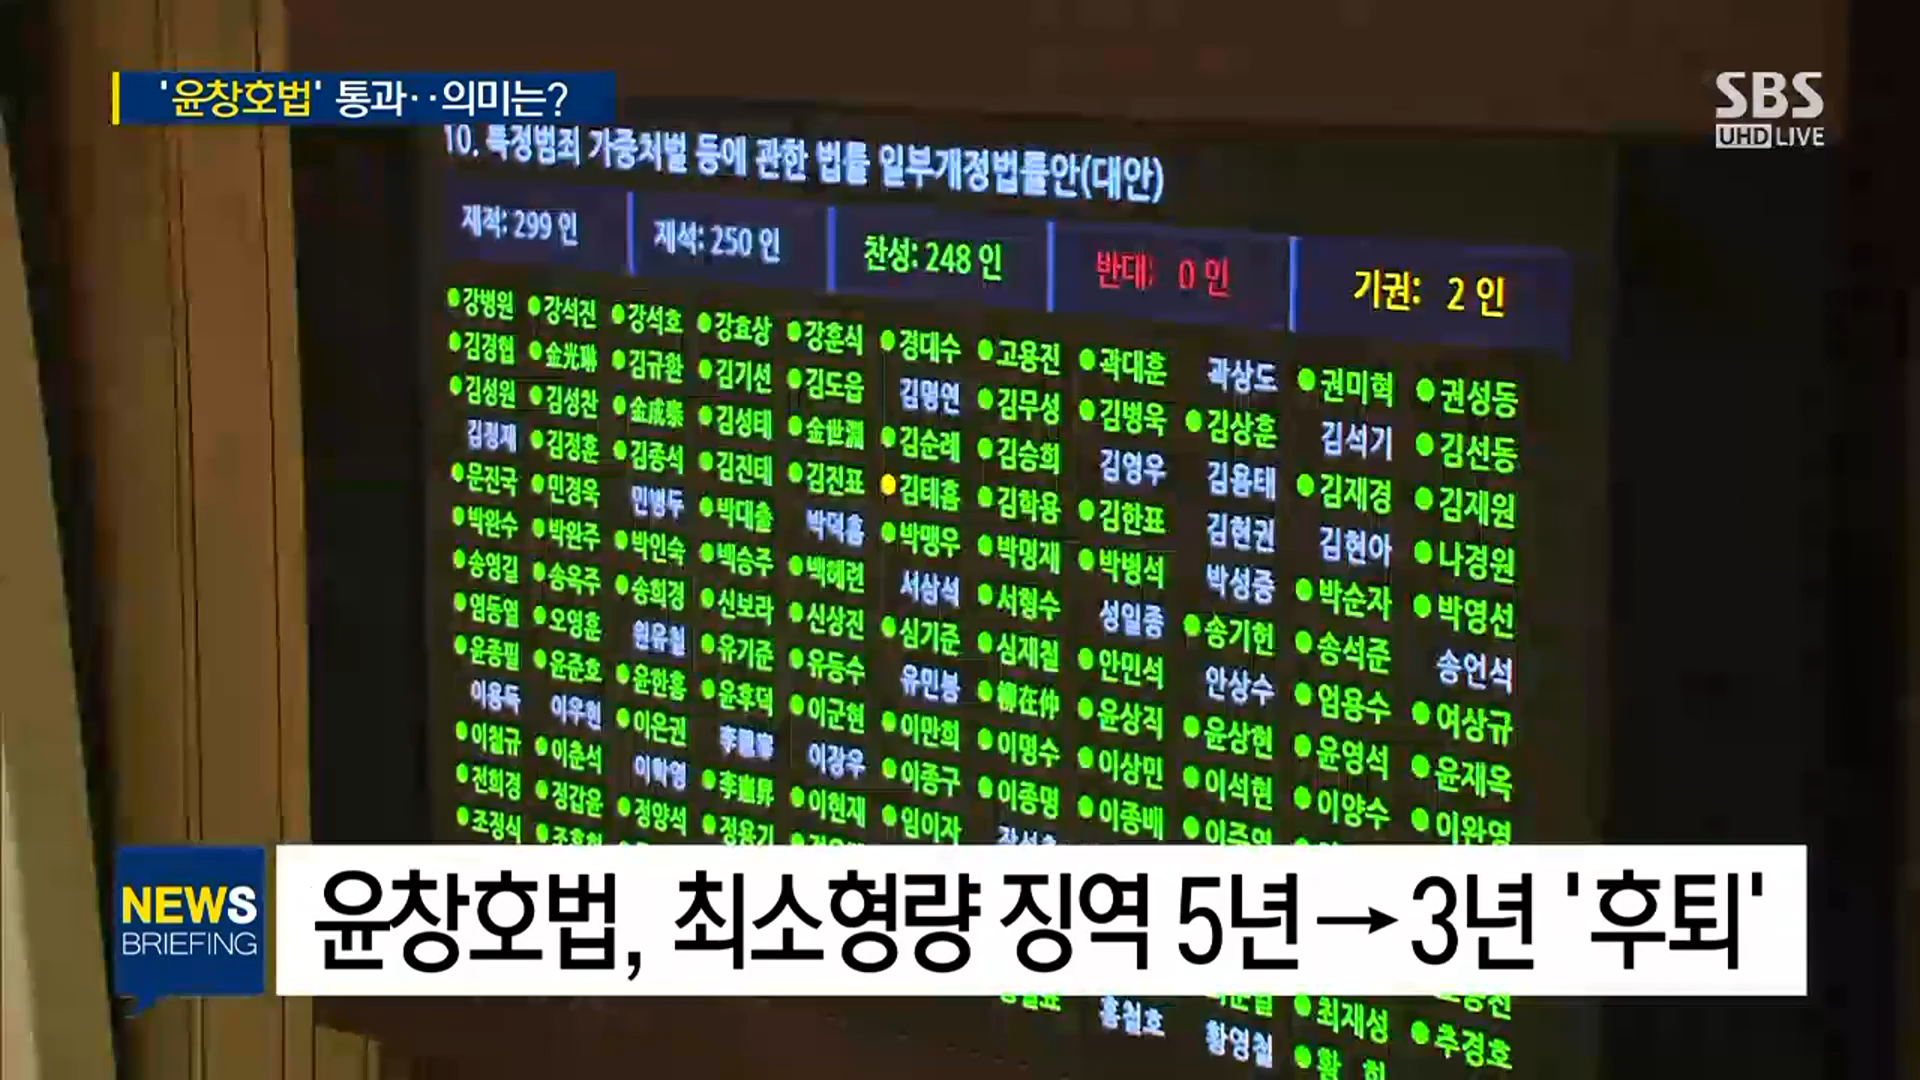 '윤창호법' 통과‥의미는?
SBS
UHD LIVE
10. 특정범죄 가중처벌 등에 관한 법률 일부개정법률안(대안)
재적: 299 인 재석: 250 인 찬성: 248 인 반대: 0 인 기권: 2 인
강병원 강석진 강석호 강효상 강훈식 경대수 고용진 곽대훈 곽상도 권미혁 권성동
김경협 金光琳 김규환 김기선 김도읍 김명연 김무성 김병욱 김상훈 김석기 김선동
김성원 김성찬 金成泰 김성태 金世淵 김순례 김승희 김영우 김용태 김재경 김재원
김정재 김정훈 김종석 김진태 김진표 김태흠 김학용 김한표 김현권 김현아 나경원
문진국 민경욱 민병두 박대출 박덕흠 박맹우 박명재 박병석 박성중 박순자 박영선
박완수 박완주 박인숙 백승주 백혜련 서삼석 서형수 성일종 송기헌 송석준 송언석
송영길 송옥주 송희경 신보라 신상진 심기준 심재철 안민석 안상수 엄용수 여상규
염동열 오영훈 원유철 유기준 유동수 유민봉 柳在仲 윤상직 윤상현 윤영석 윤재옥
윤종필 윤준호 윤한홍 윤후덕 이군현 이만희 이명수 이상민 이석현 이양수 이완영
이용득 이우현 이은권 이장우 이종구 이종명 이종배 이주영
이철규 이춘석 이학영 이현재 임이자
전희경 정갑윤 정양석 정용기
조정식
홍철호 황영철 최재성 추경호
NEWS
BRIEFING
윤창호법, 최소형량 징역 5년→3년 '후퇴'